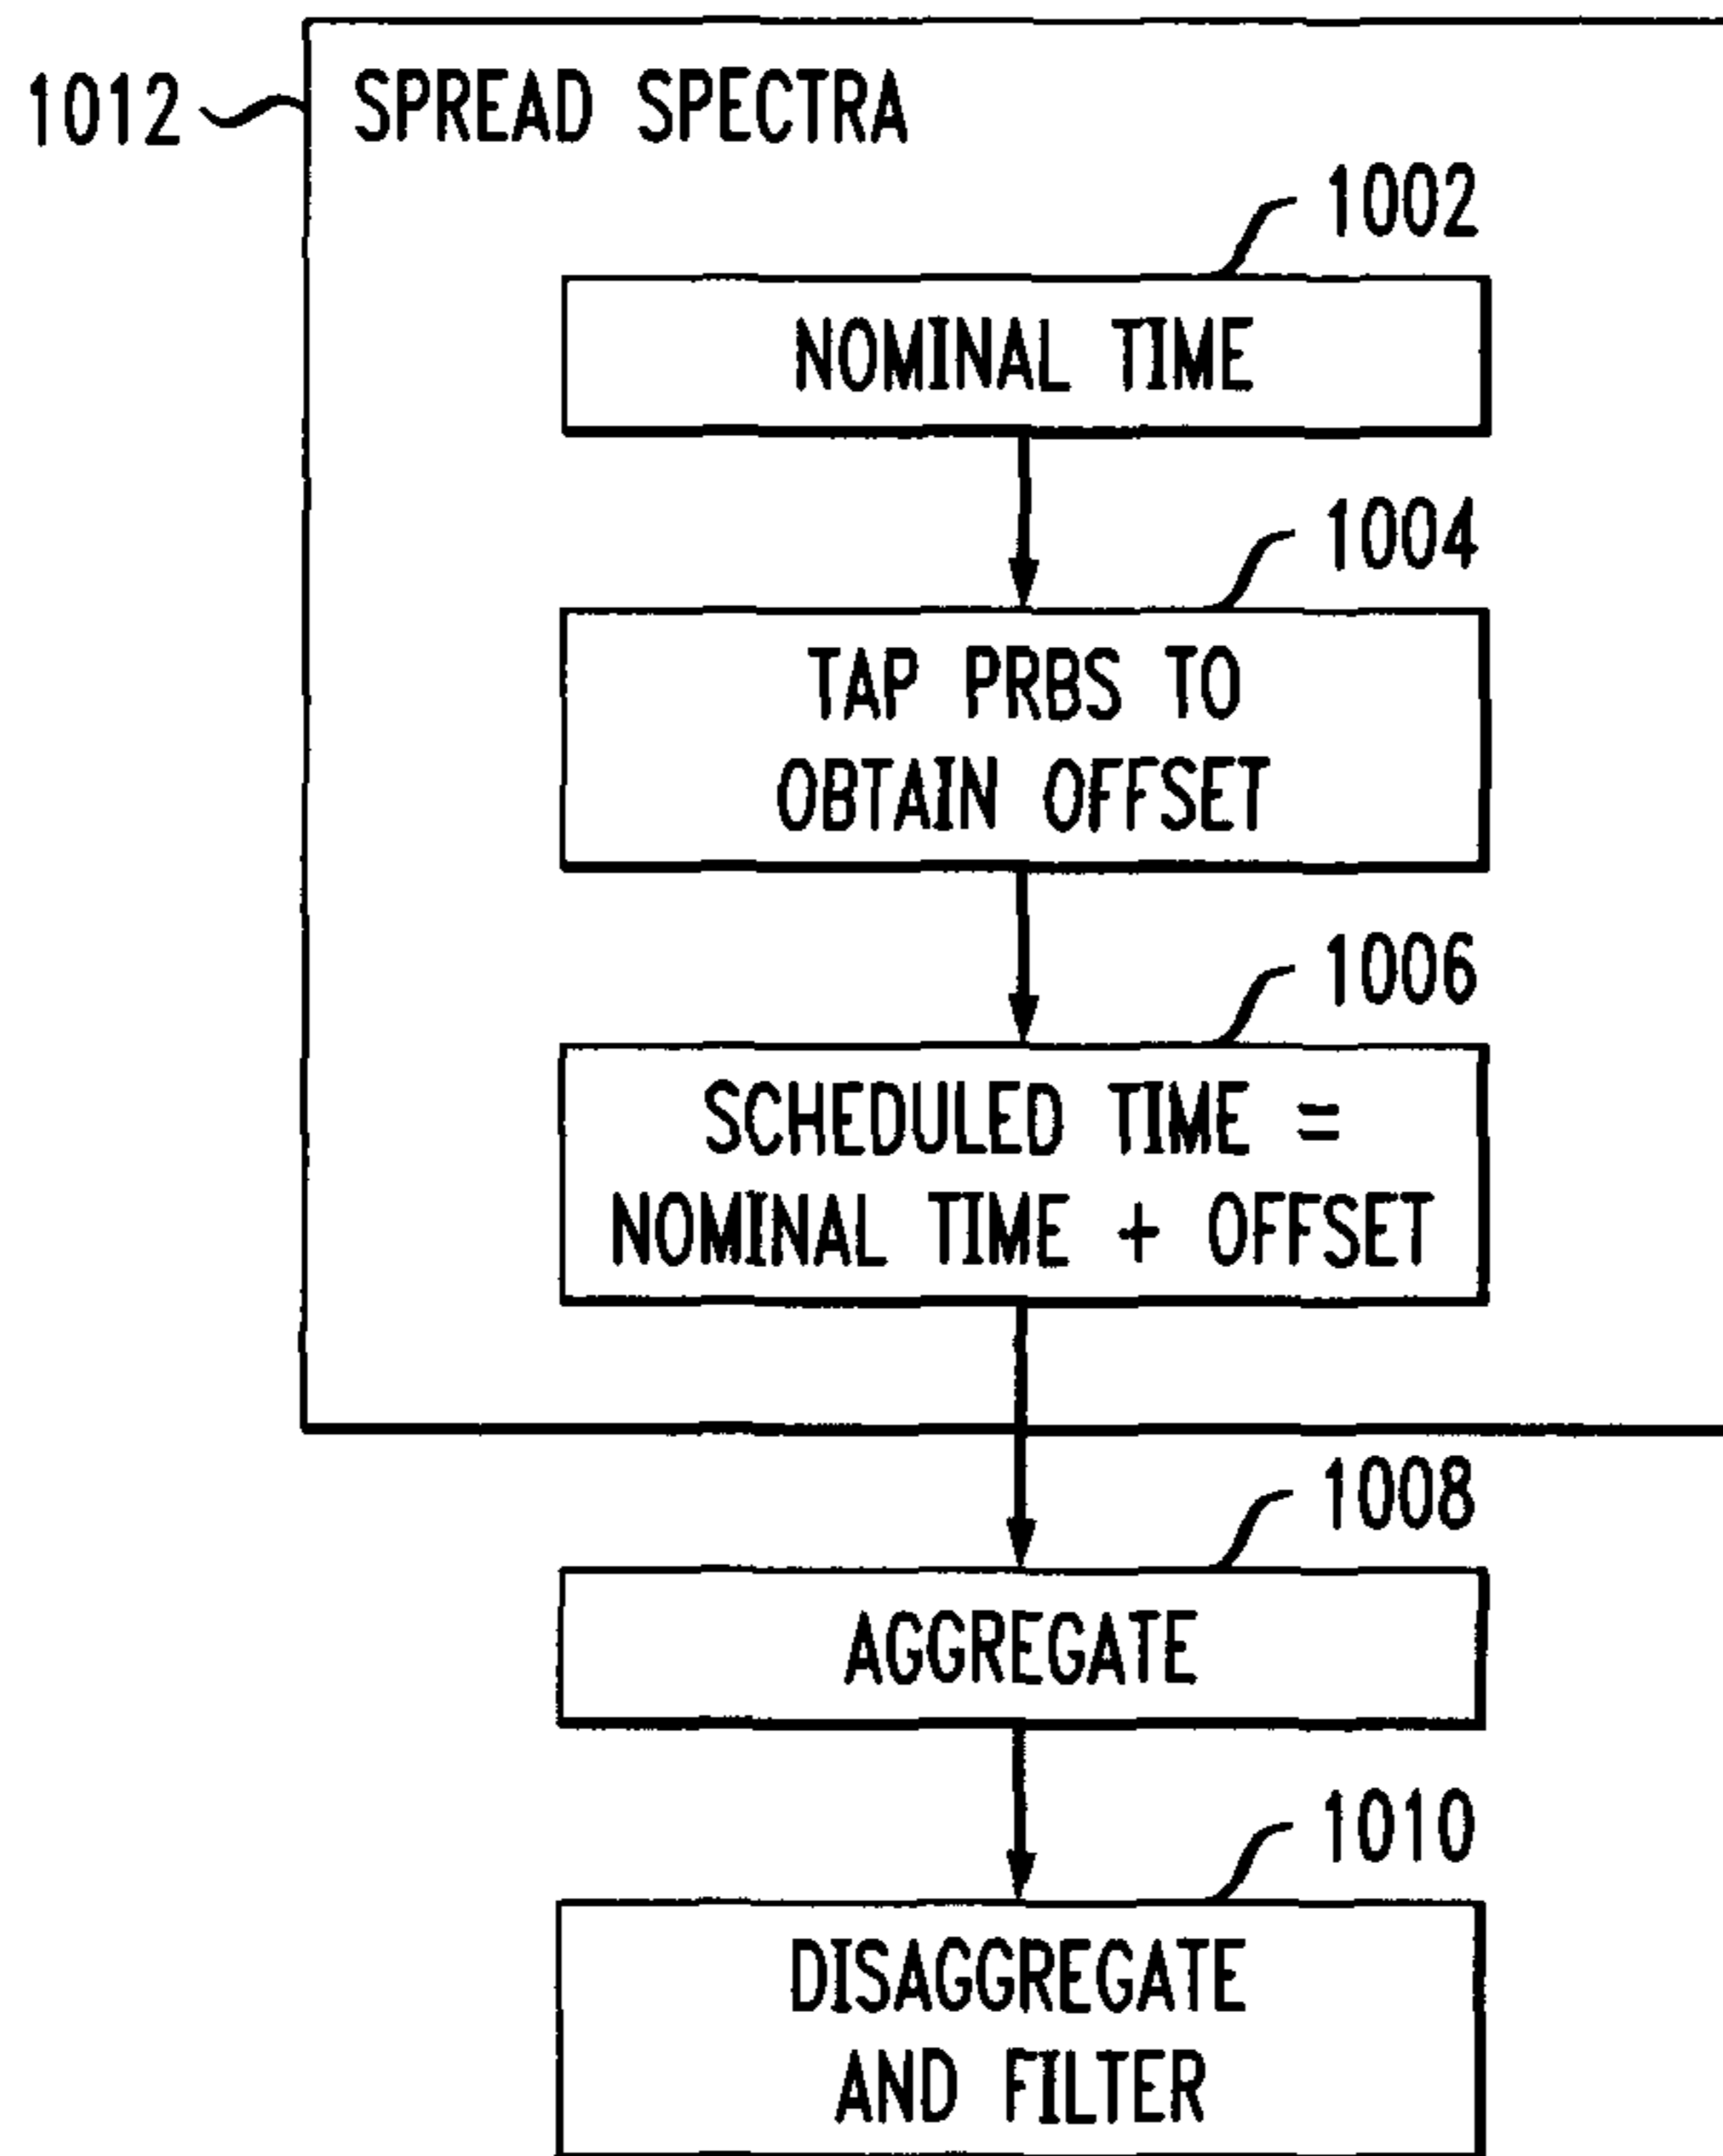 1012 SPREAD SPECTRA
1002
NOMINAL TIME
1004
TAP PRBS TO
OBTAIN OFFSET
1006
SCHEDULED TIME =
NOMINAL TIME + OFFSET
1008
AGGREGATE
1010
DISAGGREGATE
AND FILTER